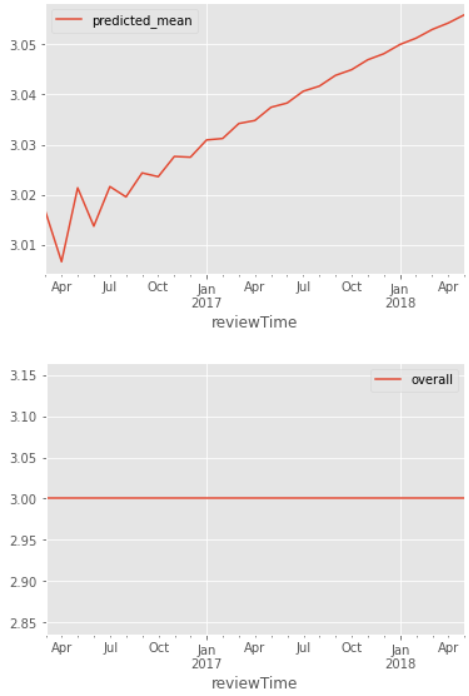 predicted_mean
3.05
3.04
3.03
3.02
3.01
Apr Jul Oct Jan Apr Jul Oct Jan Apr
2017 2018
reviewTime
overall
3.15
3.10
3.05
3.00
2.95
2.90
2.85
Apr Jul Oct Jan Apr Jul Oct Jan Apr
2017 2018
reviewTime